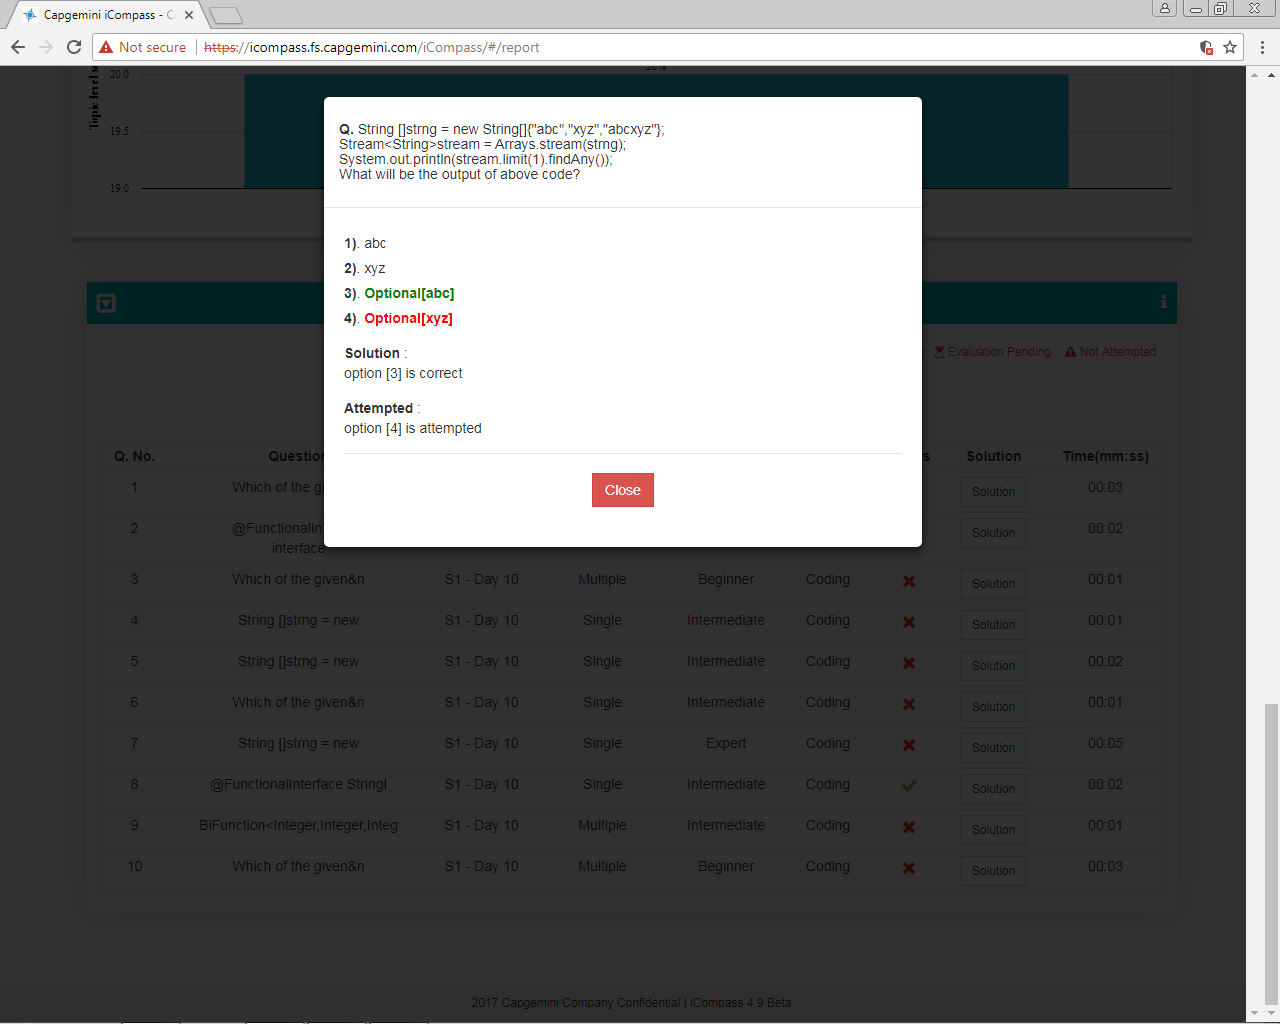 Capgemini iCompass - C
Not secure
https://icompass.fs.capgemini.com/iCompass/#/report
20.0
19.5
19.0
Topic level s
Q. String []strng = new String[]{"abc","xyz","abcxyz"};
Stream<String>stream = Arrays.stream(strng);
System.out.println(stream.limit(1).findAny());
What will be the output of above code?
1). abc
2). xyz
3). Optional[abc]
4). Optional[xyz]
Solution :
option [3] is correct
Attempted :
option [4] is attempted
Close
Evaluation Pending Not Attempted
Q. No. Question s Solution Time(mm:ss)
1 Which of the g Solution 00:03
2 @FunctionalIn interface Solution 00:02
3 Which of the given&n S1 - Day 10 Multiple Beginner Coding Solution 00:01
4 String []strng = new S1 - Day 10 Single Intermediate Coding Solution 00:01
5 String []strng = new S1 - Day 10 Single Intermediate Coding Solution 00:02
6 Which of the given&n S1 - Day 10 Single Intermediate Coding Solution 00:01
7 String []strng = new S1 - Day 10 Single Expert Coding Solution 00:05
8 @FunctionalInterface StringI S1 - Day 10 Single Intermediate Coding Solution 00:02
9 BiFunction<Integer,Integer,Integ S1 - Day 10 Multiple Intermediate Coding Solution 00:01
10 Which of the given&n S1 - Day 10 Multiple Beginner Coding Solution 00:03
2017 Capgemini Company Confidential | iCompass 4.9 Beta